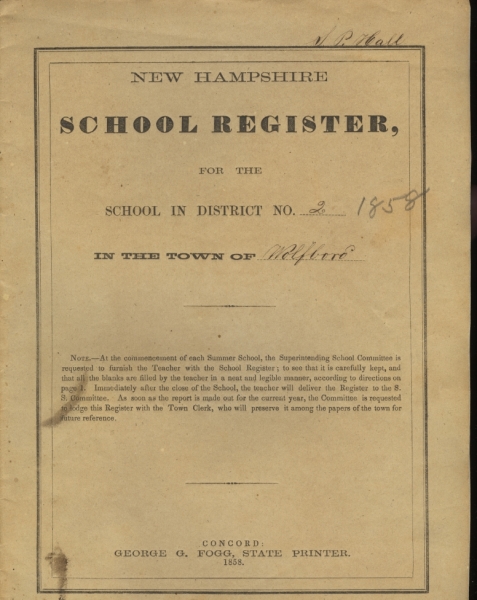 J. P. Hall
NEW HAMPSHIRE
SCHOOL REGISTER,
FOR THE
SCHOOL IN DISTRICT NO. 2 1858
IN THE TOWN OF Wolfboro
NOTE.—At the commencement of each Summer School, the Superintending School Committee is
requested to furnish the Teacher with the School Register; to see that it is carefully kept, and
that all the blanks are filled by the teacher in a neat and legible manner, according to directions on
page 1. Immediately after the close of the School, the teacher will deliver the Register to the S.
S. Committee. As soon as the report is made out for the current year, the Committee is requested
to lodge this Register with the Town Clerk, who will preserve it among the papers of the town for
future reference.
CONCORD:
GEORGE G. FOGG, STATE PRINTER.
1858.